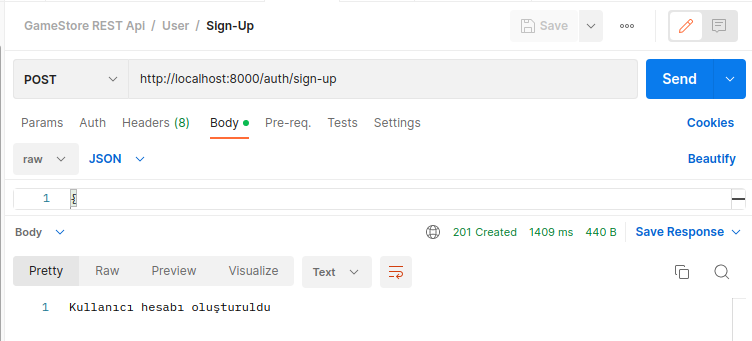 GameStore REST Api / User / Sign-Up
Save
POST
http://localhost:8000/auth/sign-up
Send
Params Auth Headers (8) Body Pre-req. Tests Settings Cookies
raw JSON Beautify
1 {
Body 201 Created 1409 ms 440 B Save Response
Pretty Raw Preview Visualize Text
1 Kullanıcı hesabı oluşturuldu